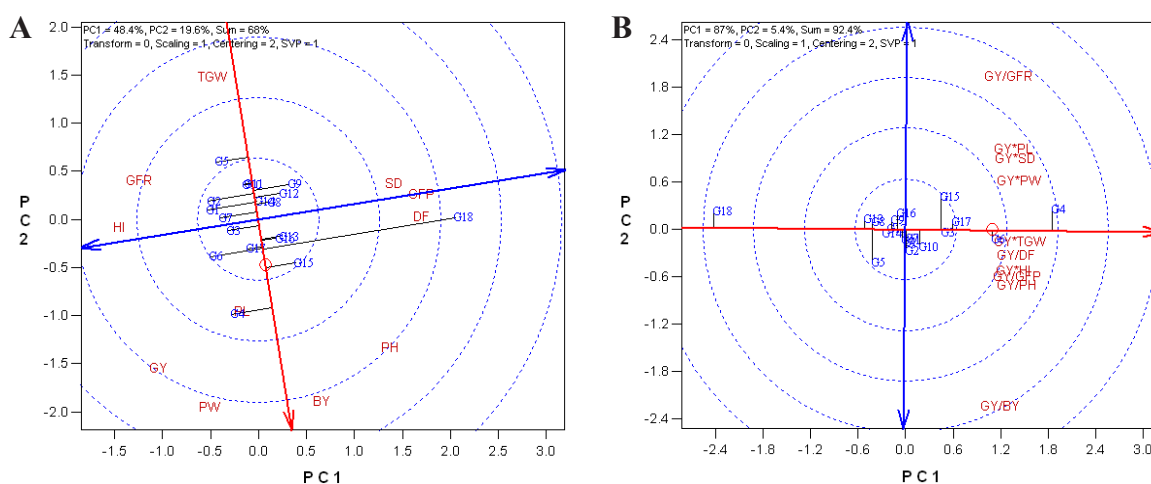 A
PC1 = 48.4%, PC2 = 19.6%, Sum = 68%
Transform = 0, Scaling = 1, Centering = 2, SVP = 1
2.0
1.5
1.0
0.5
0.0
-0.5
-1.0
-1.5
-2.0
P
C
2
TGW
GFR
HI
SD
GFP
DF
PH
BY
PW
GY
G5
G9
G12
G2
G7
G3
G18
G13
G6
G15
-1.5
-1.0
-0.5
0.0
0.5
1.0
1.5
2.0
2.5
3.0
P C 1
B
PC1 = 87%, PC2 = 5.4%, Sum = 92.4%
Transform = 0, Scaling = 1, Centering = 2, SVP = 1
2.4
1.8
1.2
0.6
0.0
-0.6
-1.2
-1.8
-2.4
P
C
2
GY/GFR
GY*PL
GY*SD
GY*PW
GY*TGW
GY/DF
GY*HI
GY/GFP
GY/PH
GY/BY
G18
G16
G15
G17
G4
G14
G10
G2
G5
-2.4
-1.8
-1.2
-0.6
0.0
0.6
1.2
1.8
2.4
3.0
P C 1